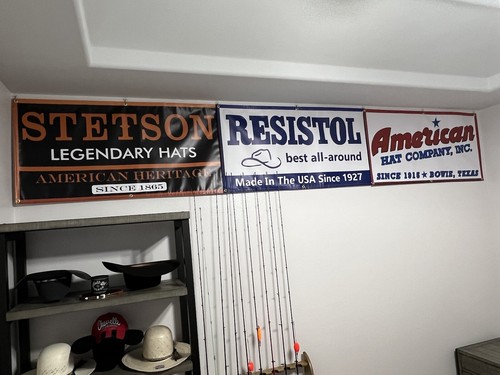 STETSON
LEGENDARY HATS
AMERICAN HERITAGE
SINCE 1865
RESISTOL
best all-around
Made in The USA Since 1927
American
HAT COMPANY, INC.
SINCE 1915★BOWIE, TEXAS